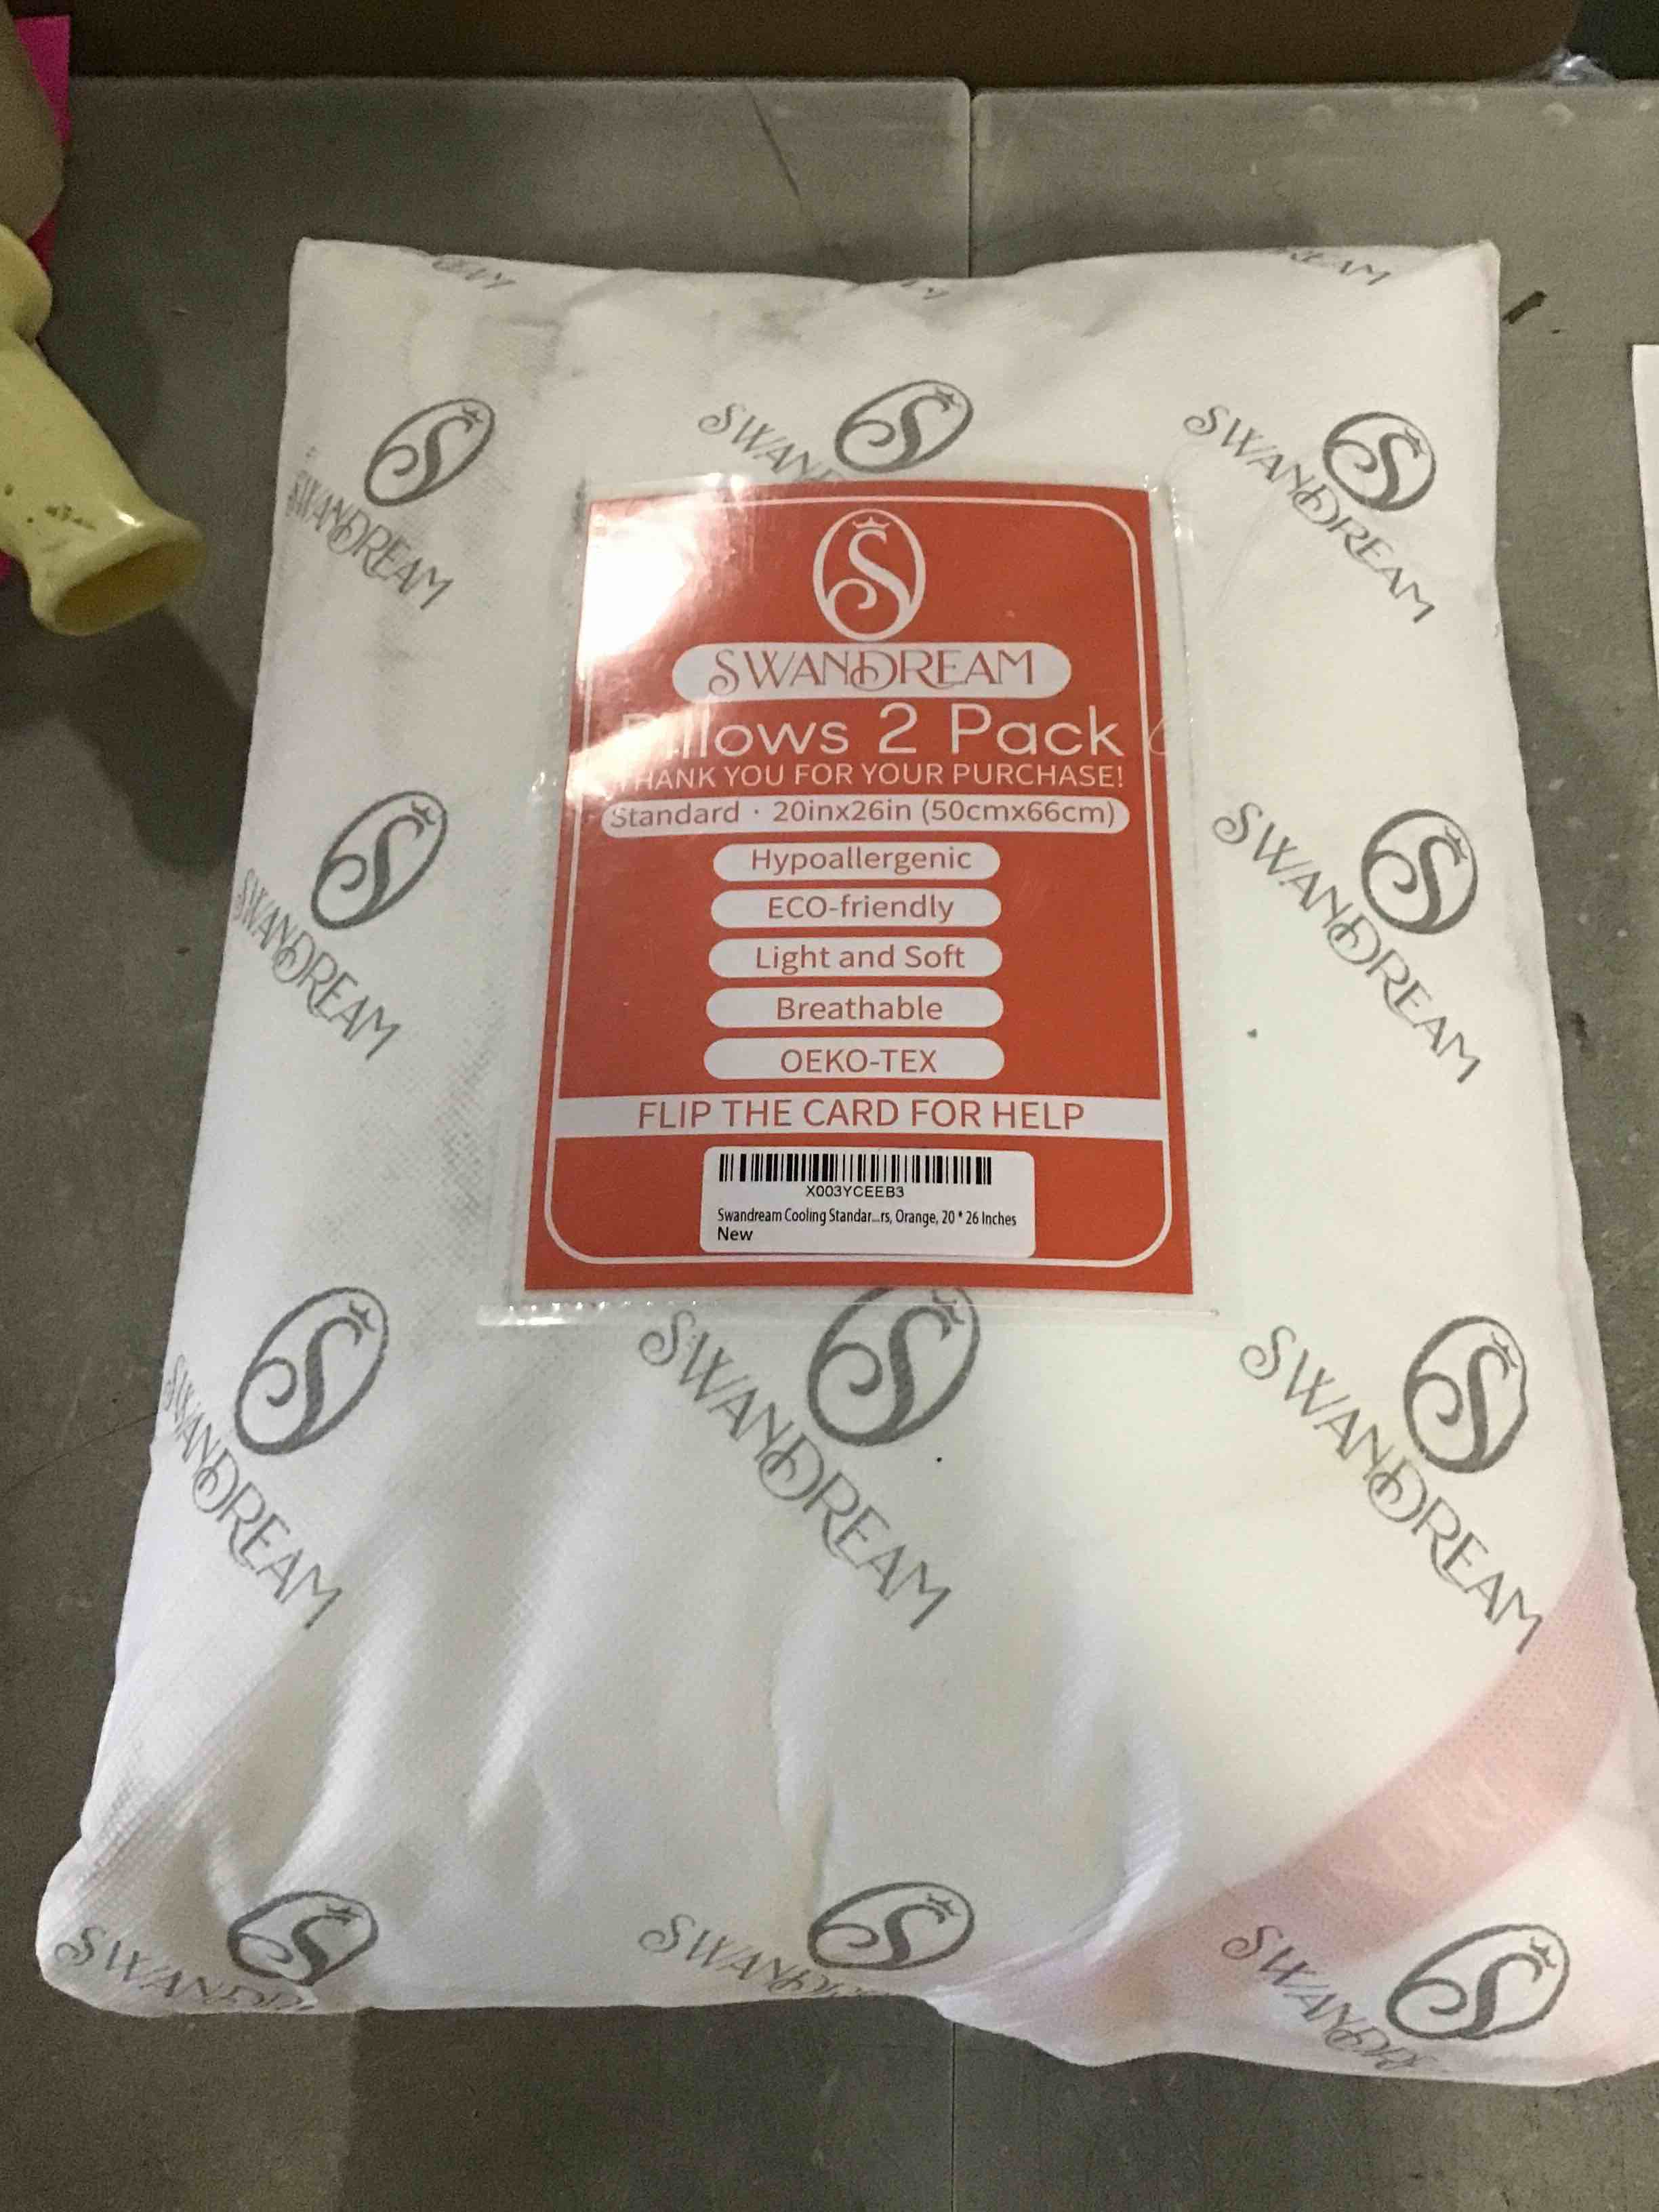 SWANDREAM
SWANDREAM
SWANDREAM
Pillows 2 Pack
THANK YOU FOR YOUR PURCHASE!
Standard · 20inx26in (50cmx66cm)
Hypoallergenic
ECO-friendly
Light and Soft
Breathable
OEKO-TEX
FLIP THE CARD FOR HELP
X003YCEEB3
Swandream Cooling Standar...rs, Orange, 20 * 26 Inches
New
SWANDREAM
SWANDREAM
SWANDREAM
SWANDREAM
SWANDREAM